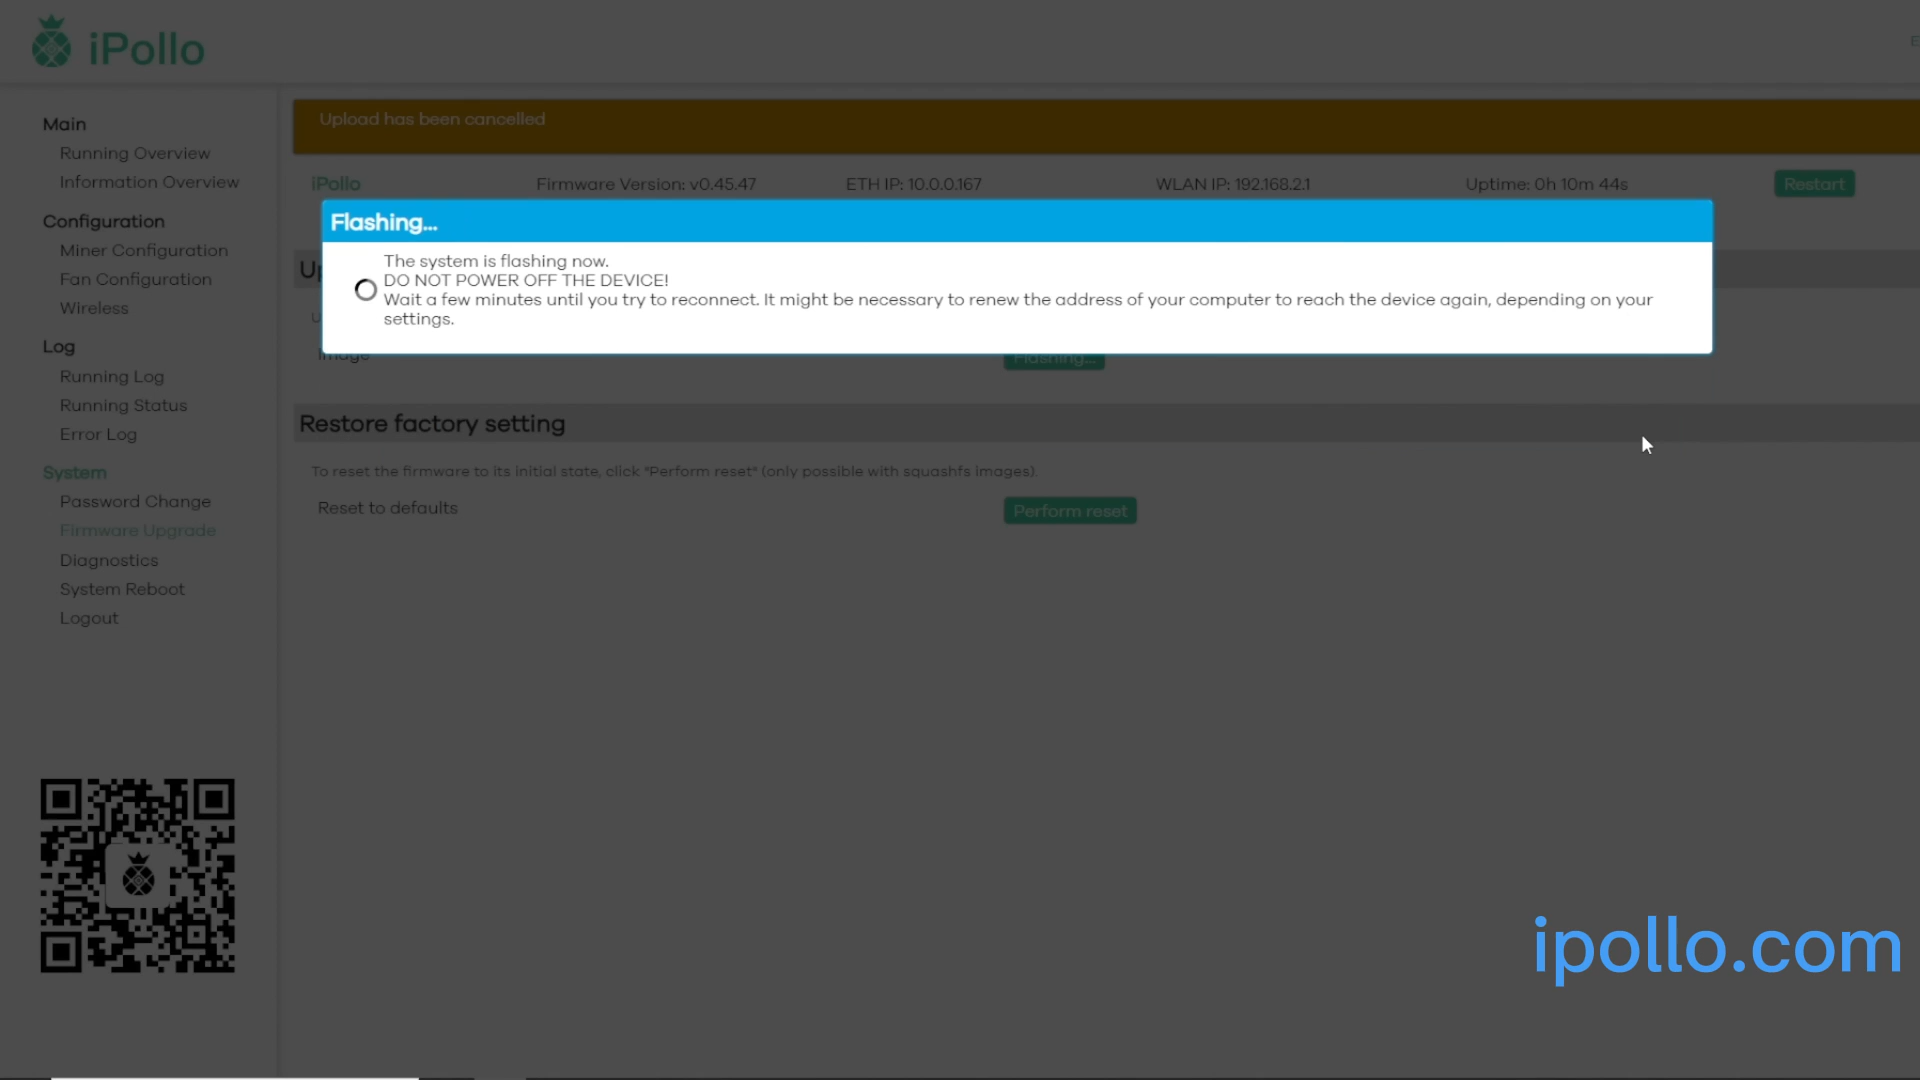 iPollo
Upload has been cancelled
Main
Running Overview
Information Overview
Configuration
Miner Configuration
Fan Configuration
Wireless
Log
Running Log
Running Status
Error Log
System
Password Change
Firmware Upgrade
Diagnostics
System Reboot
Logout
iPollo Firmware Version: v0.45.47 ETH IP: 10.0.0.167 WLAN IP: 192.168.2.1 Uptime: 0h 10m 44s Restart
Flashing...
The system is flashing now.
DO NOT POWER OFF THE DEVICE!
Wait a few minutes until you try to reconnect. It might be necessary to renew the address of your computer to reach the device again, depending on your
settings.
Image Flashing...
Restore factory setting
To reset the firmware to its initial state, click "Perform reset" (only possible with squashfs images).
Reset to defaults Perform reset
ipollo.com